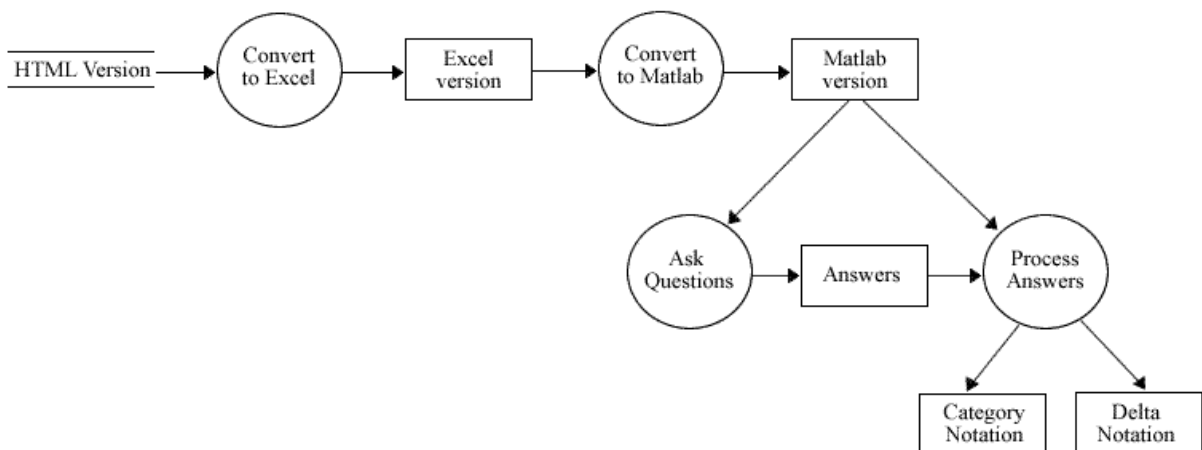 HTML Version
Convert
to Excel
Excel
version
Convert
to Matlab
Matlab
version
Ask
Questions
Answers
Process
Answers
Category
Notation
Delta
Notation